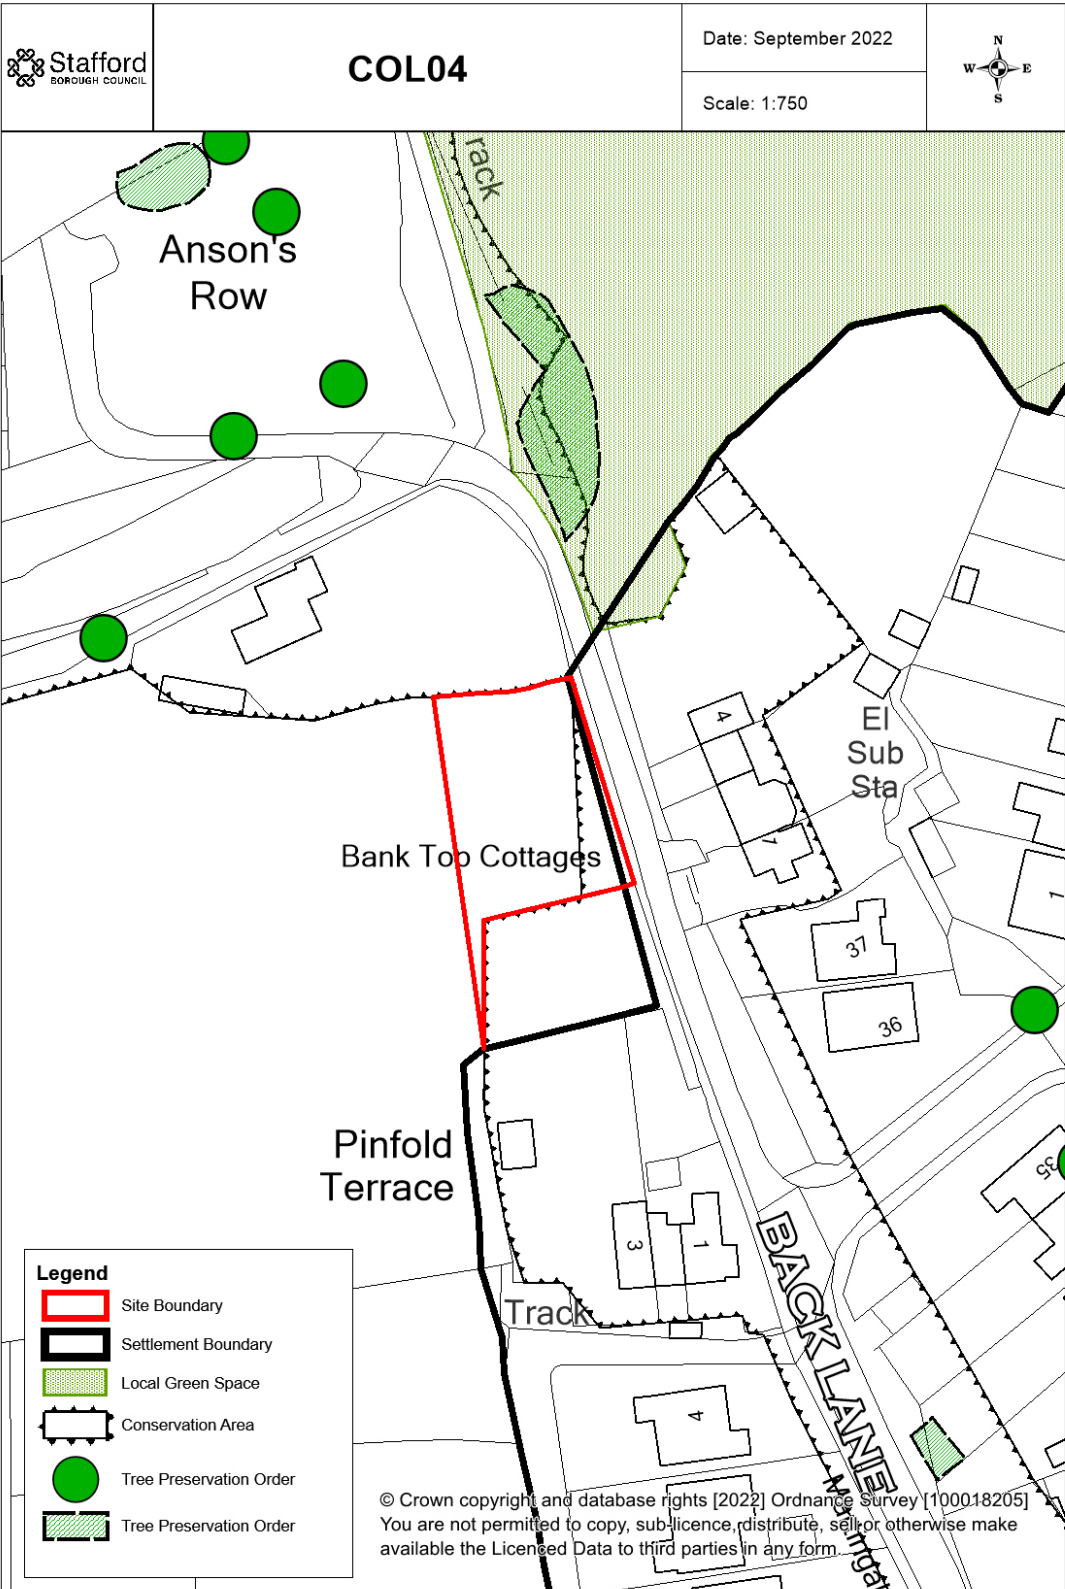 Stafford
BOROUGH COUNCIL
COL04
Date: September 2022
Scale: 1:750
N
W E
S
rack
Anson's
Row
El
Sub
Sta
4
7
Bank Top Cottages
37
36
1
35
Pinfold
Terrace
3
1
Track
BACK LANE
4
Legend
Site Boundary
Settlement Boundary
Local Green Space
Conservation Area
Tree Preservation Order
Tree Preservation Order
© Crown copyright and database rights [2022] Ordnance Survey [100018205]
You are not permitted to copy, sub-licence, distribute, sell or otherwise make
available the Licenced Data to third parties in any form.